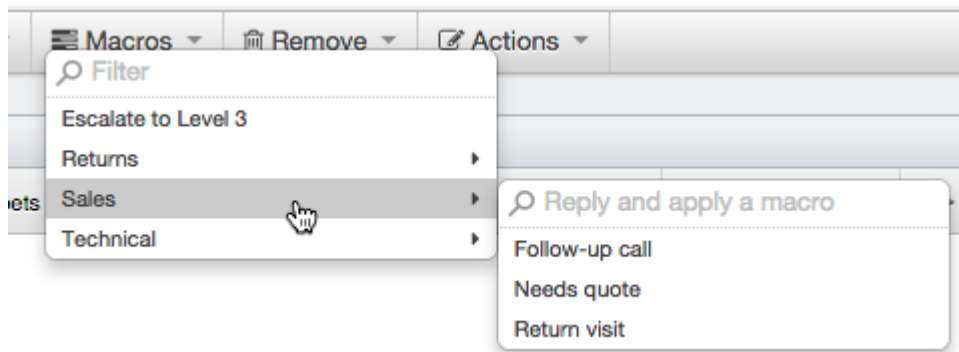 Macros Remove Actions
Filter
Escalate to Level 3
Returns
Sales
Technical
Reply and apply a macro
Follow-up call
Needs quote
Return visit